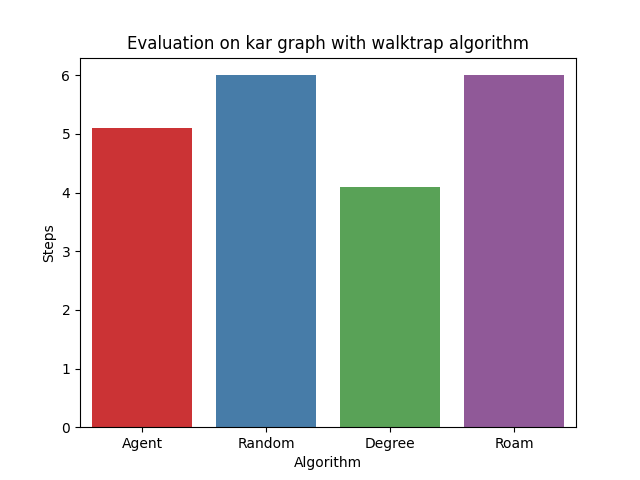 Evaluation on kar graph with walktrap algorithm
6
5
4
3
2
1
0
Steps
Agent Random Degree Roam
Algorithm